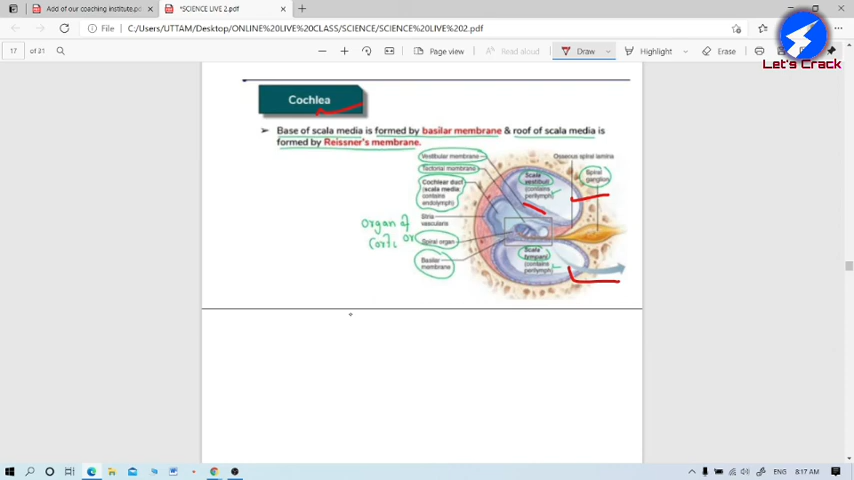 Add of our coaching institute.pd
*SCIENCE LIVE 2.pdf
File
C:/Users/UTTAM/Desktop/ONLINE%20LIVE%20CLASS/SCIENCE/SCIENCE%20LIVE%202.pdf
Let's Crack
17
of 21
Page view
Read aloud
Draw
Highlight
Erase
Cochlea
Base of scala media is formed by basilar membrane & roof of scala media is
formed by Reissner's membrane.
Vestibular membrane
Tectorial membrane
Cochlear duct
(scala media
contains
endolymph)
Stria
vascularis
Spiral organ
Basilar
membrane
organ of
Corti or
Osseous spiral lamina
Scala
vestibuli
(contains
perilymph)
Spiral
ganglion
Scala
tympani
(contains
perilymph)
ENG
8:17 AM